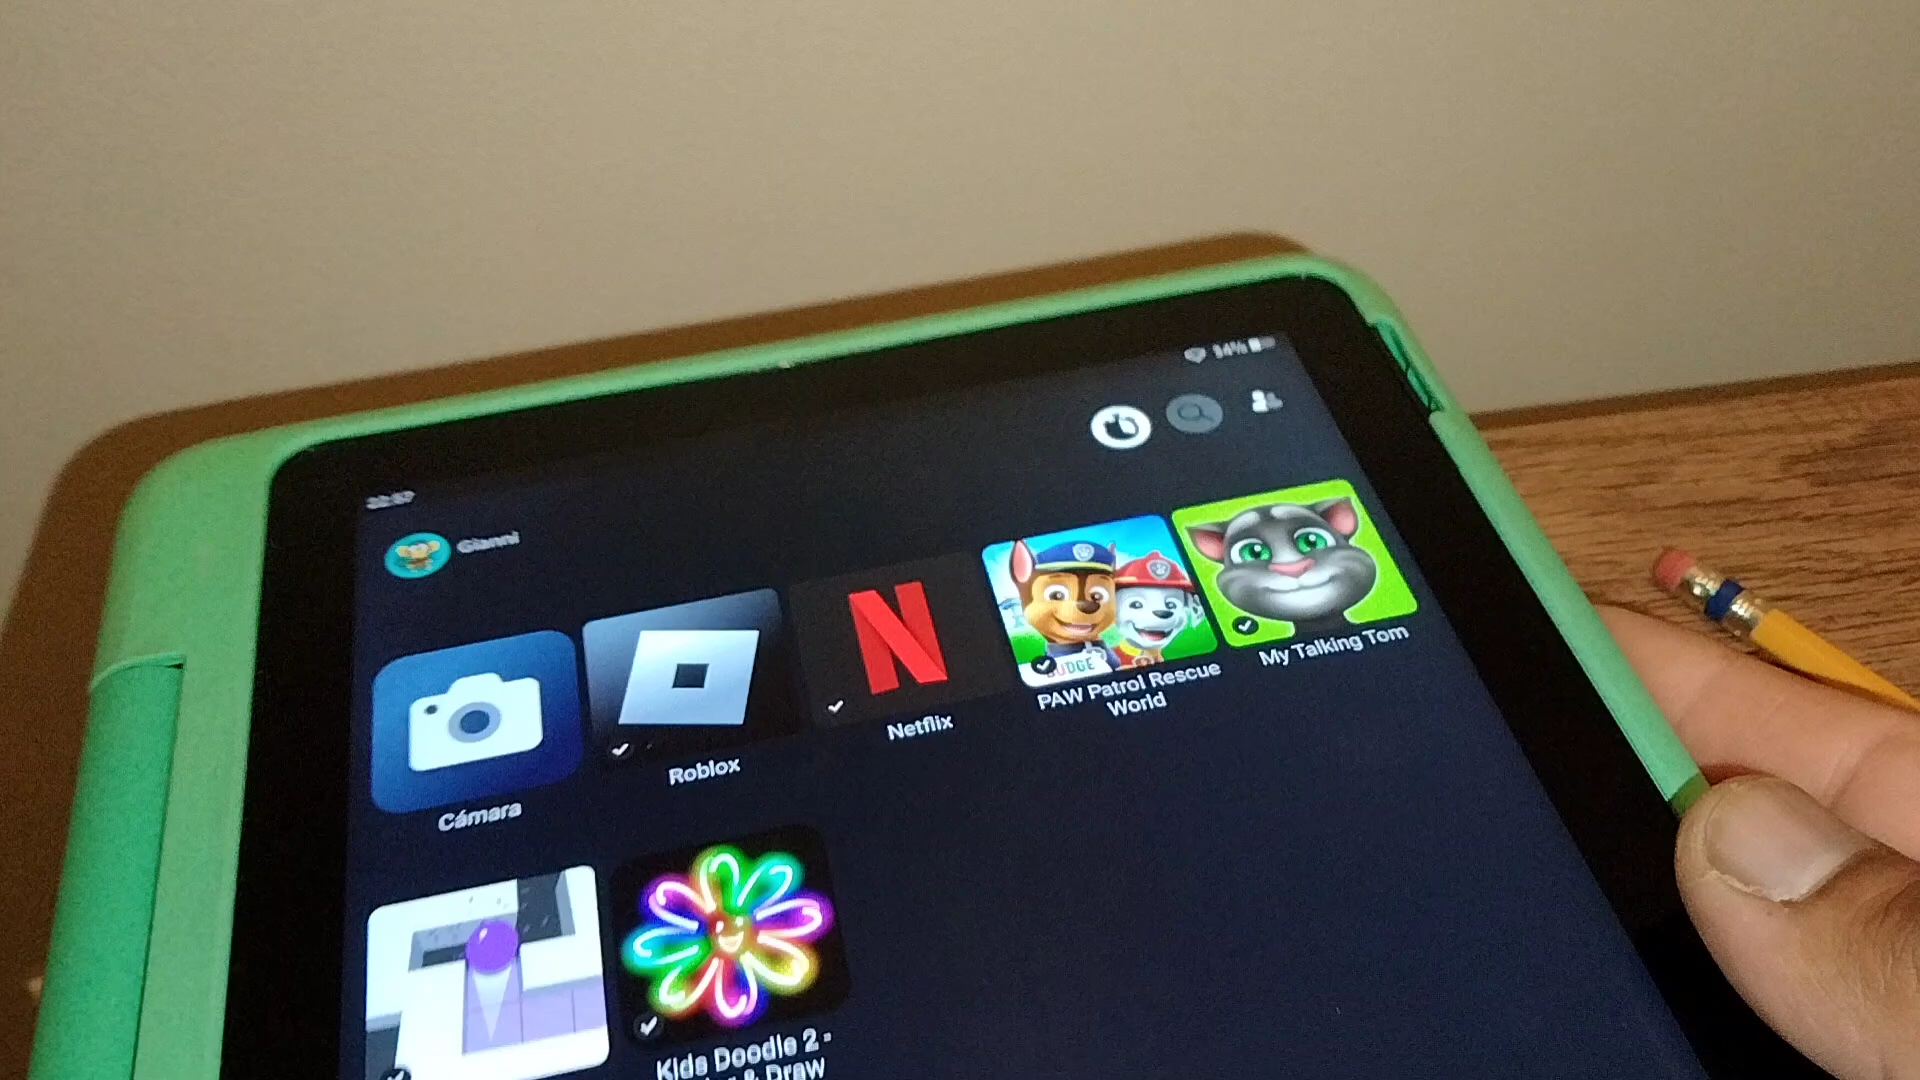 Gianni
Cámara
Roblox
Netflix
PAW Patrol Rescue
World
My Talking Tom
Kids Doodle 2 -
& Draw